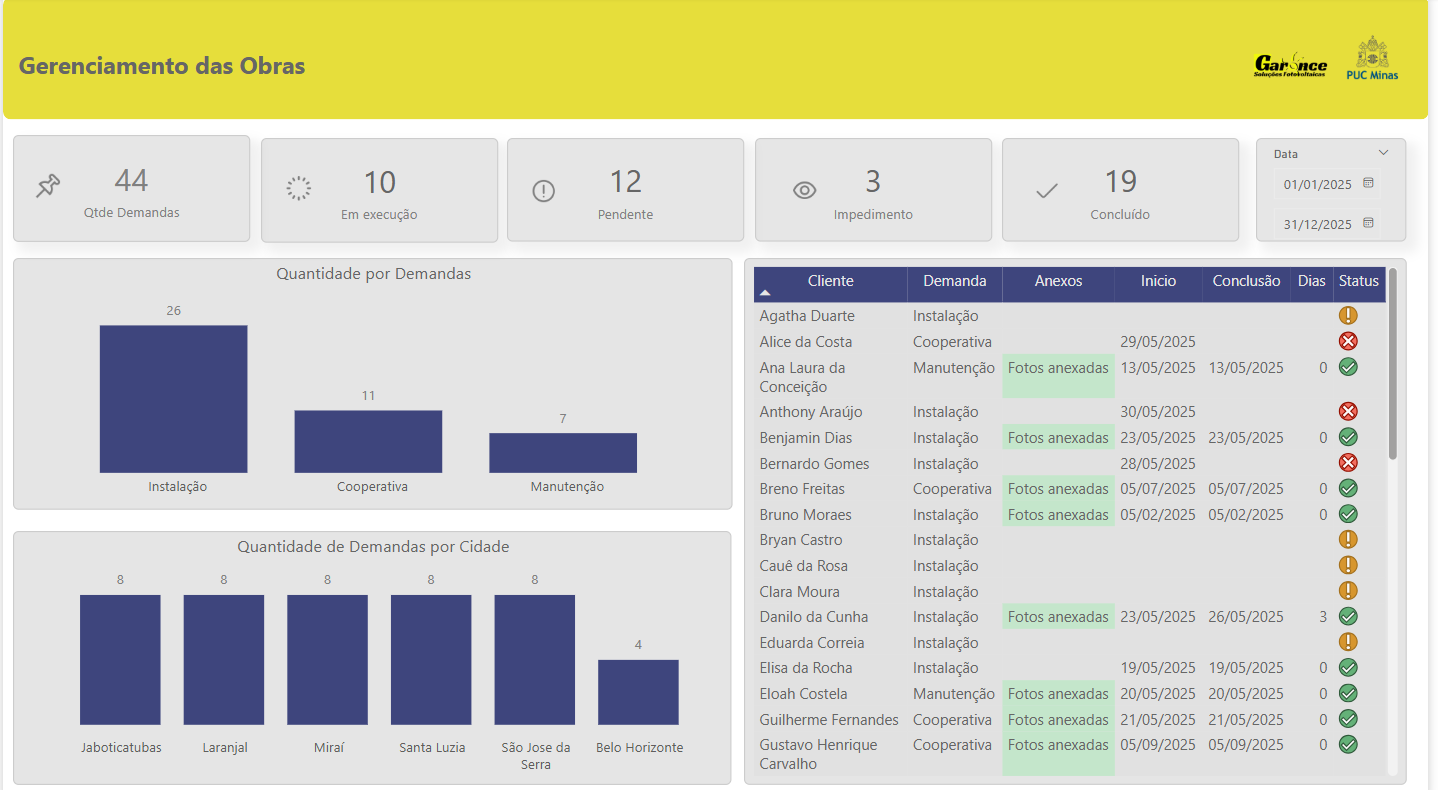 Gerenciamento das Obras
Garonce
Soluções Fotovoltaicas
PUC Minas
44
Qtde Demandas
10
Em execução
12
Pendente
3
Impedimento
19
Concluído
Data
01/01/2025
31/12/2025
Quantidade por Demandas
26
11
7
Instalação
Cooperativa
Manutenção
Quantidade de Demandas por Cidade
8
8
8
8
8
4
Jaboticatubas
Laranjal
Miraí
Santa Luzia
São Jose da
Serra
Belo Horizonte
Cliente Demanda Anexos Inicio Conclusão Dias Status
Agatha Duarte Instalação
Alice da Costa Cooperativa 29/05/2025
Ana Laura da Manutenção Fotos anexadas 13/05/2025 13/05/2025 0
Conceição
Anthony Araújo Instalação 30/05/2025
Benjamin Dias Instalação Fotos anexadas 23/05/2025 23/05/2025 0
Bernardo Gomes Instalação 28/05/2025
Breno Freitas Cooperativa Fotos anexadas 05/07/2025 05/07/2025 0
Bruno Moraes Instalação Fotos anexadas 05/02/2025 05/02/2025 0
Bryan Castro Instalação
Cauê da Rosa Instalação
Clara Moura Instalação
Danilo da Cunha Instalação Fotos anexadas 23/05/2025 26/05/2025 3
Eduarda Correia Instalação
Elisa da Rocha Instalação 19/05/2025 19/05/2025 0
Eloah Costela Manutenção Fotos anexadas 20/05/2025 20/05/2025 0
Guilherme Fernandes Cooperativa Fotos anexadas 21/05/2025 21/05/2025 0
Gustavo Henrique Cooperativa Fotos anexadas 05/09/2025 05/09/2025 0
Carvalho